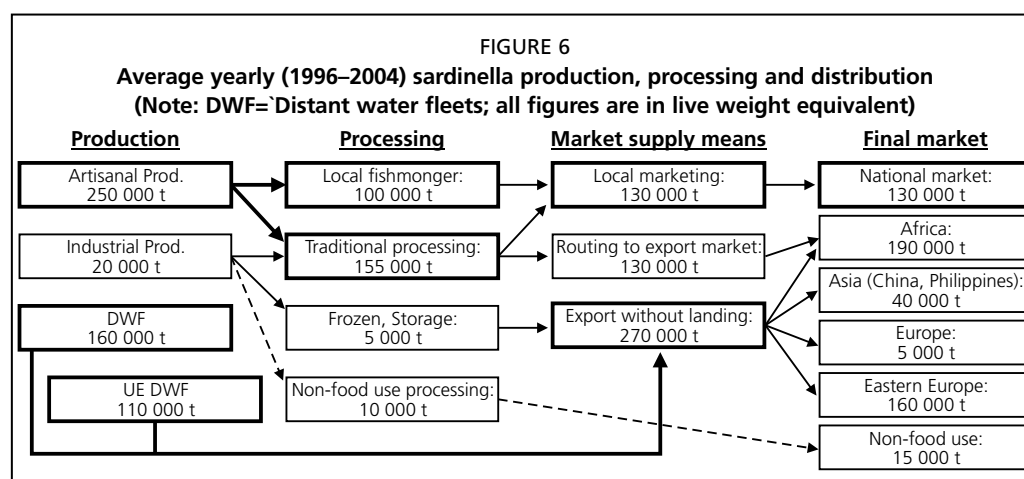 FIGURE 6
Average yearly (1996–2004) sardinella production, processing and distribution
(Note: DWF=`Distant water fleets; all figures are in live weight equivalent)
Production
Artisanal Prod.
250 000 t
Industrial Prod.
20 000 t
DWF
160 000 t
UE DWF
110 000 t
Processing
Local fishmonger:
100 000 t
Traditional processing:
155 000 t
Frozen, Storage:
5 000 t
Non-food use processing:
10 000 t
Market supply means
Local marketing:
130 000 t
Routing to export market:
130 000 t
Export without landing:
270 000 t
Final market
National market:
130 000 t
Africa:
190 000 t
Asia (China, Philippines):
40 000 t
Europe:
5 000 t
Eastern Europe:
160 000 t
Non-food use:
15 000 t